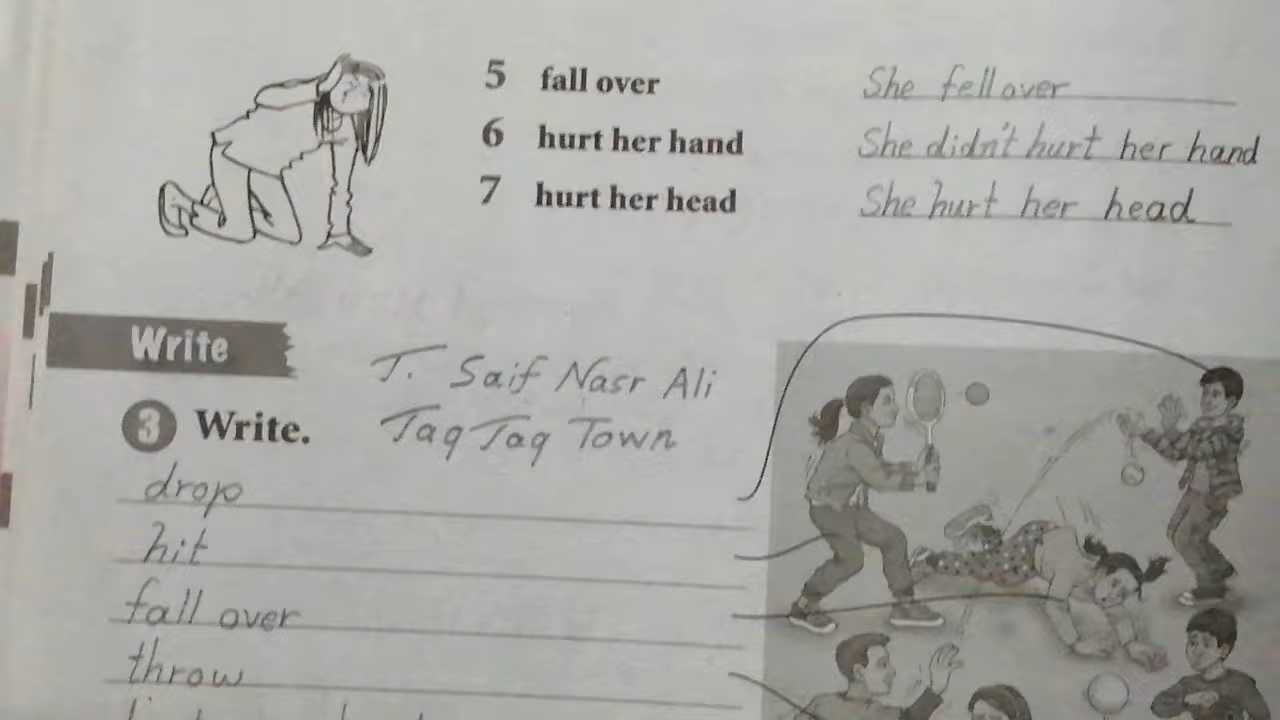 5 fall over She fell over
6 hurt her hand She didn't hurt her hand
7 hurt her head She hurt her head
Write
T. Saif Nasr Ali
3 Write.
Taq Taq Town
drop
hit
fall over
throw